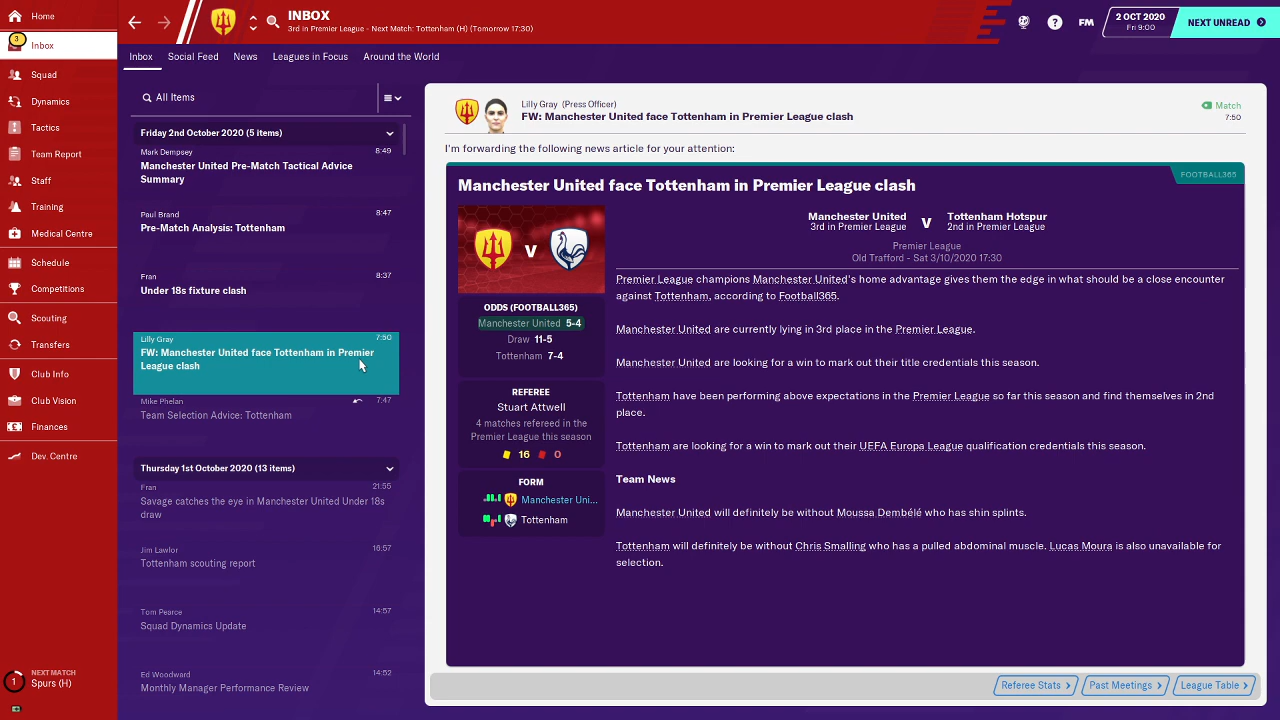 Home
3
Inbox
Squad
Dynamics
Tactics
Team Report
Staff
Training
Medical Centre
Schedule
Competitions
Scouting
Transfers
Club Info
Club Vision
Finances
Dev. Centre
1
NEXT MATCH
Spurs (H)
INBOX
3rd in Premier League - Next Match: Tottenham (H) (Tomorrow 17:30)
?
FM
2 OCT 2020
Fri 9:00
NEXT UNREAD
Inbox
Social Feed
News
Leagues in Focus
Around the World
All Items
Friday 2nd October 2020 (5 items)
Mark Dempsey 8:49
Manchester United Pre-Match Tactical Advice
Summary
Paul Brand 8:47
Pre-Match Analysis: Tottenham
Fran 8:37
Under 18s fixture clash
Lilly Gray 7:50
FW: Manchester United face Tottenham in Premier
League clash
Mike Phelan 7:47
Team Selection Advice: Tottenham
Thursday 1st October 2020 (13 items)
Fran 21:55
Savage catches the eye in Manchester United Under 18s
draw
Jim Lawlor 16:57
Tottenham scouting report
Tom Pearce 14:57
Squad Dynamics Update
Ed Woodward 14:52
Monthly Manager Performance Review
Lilly Gray (Press Officer)
FW: Manchester United face Tottenham in Premier League clash
Match
7:50
I'm forwarding the following news article for your attention:
Manchester United face Tottenham in Premier League clash
FOOTBALL365
V
ODDS (FOOTBALL365)
Manchester United 5-4
Draw 11-5
Tottenham 7-4
REFEREE
Stuart Attwell
4 matches refereed in the
Premier League this season
16 0
FORM
Manchester Uni...
Tottenham
Manchester United v Tottenham Hotspur
3rd in Premier League 2nd in Premier League
Premier League
Old Trafford - Sat 3/10/2020 17:30
Premier League champions Manchester United's home advantage gives them the edge in what should be a close encounter
against Tottenham, according to Football365.
Manchester United are currently lying in 3rd place in the Premier League.
Manchester United are looking for a win to mark out their title credentials this season.
Tottenham have been performing above expectations in the Premier League so far this season and find themselves in 2nd
place.
Tottenham are looking for a win to mark out their UEFA Europa League qualification credentials this season.
Team News
Manchester United will definitely be without Moussa Dembélé who has shin splints.
Tottenham will definitely be without Chris Smalling who has a pulled abdominal muscle. Lucas Moura is also unavailable for
selection.
Referee Stats
Past Meetings
League Table